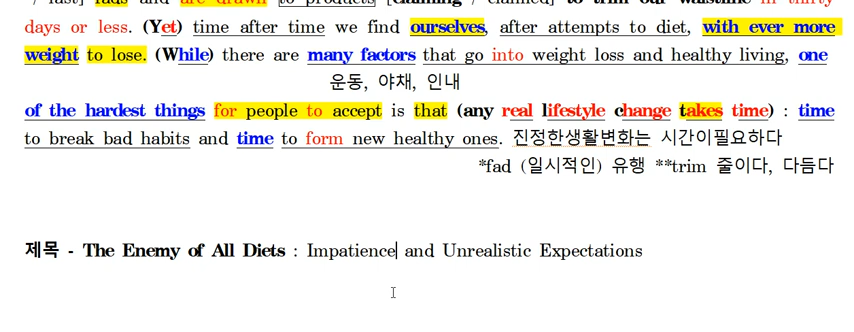 days or less. (Yet) time after time we find ourselves, after attempts to diet, with ever more
weight to lose. (While) there are many factors that go into weight loss and healthy living, one
운동, 야채, 인내
of the hardest things for people to accept is that (any real lifestyle change takes time) : time
to break bad habits and time to form new healthy ones. 진정한생활변화는 시간이필요하다
*fad (일시적인) 유행 **trim 줄이다, 다듬다
제목 - The Enemy of All Diets : Impatience and Unrealistic Expectations